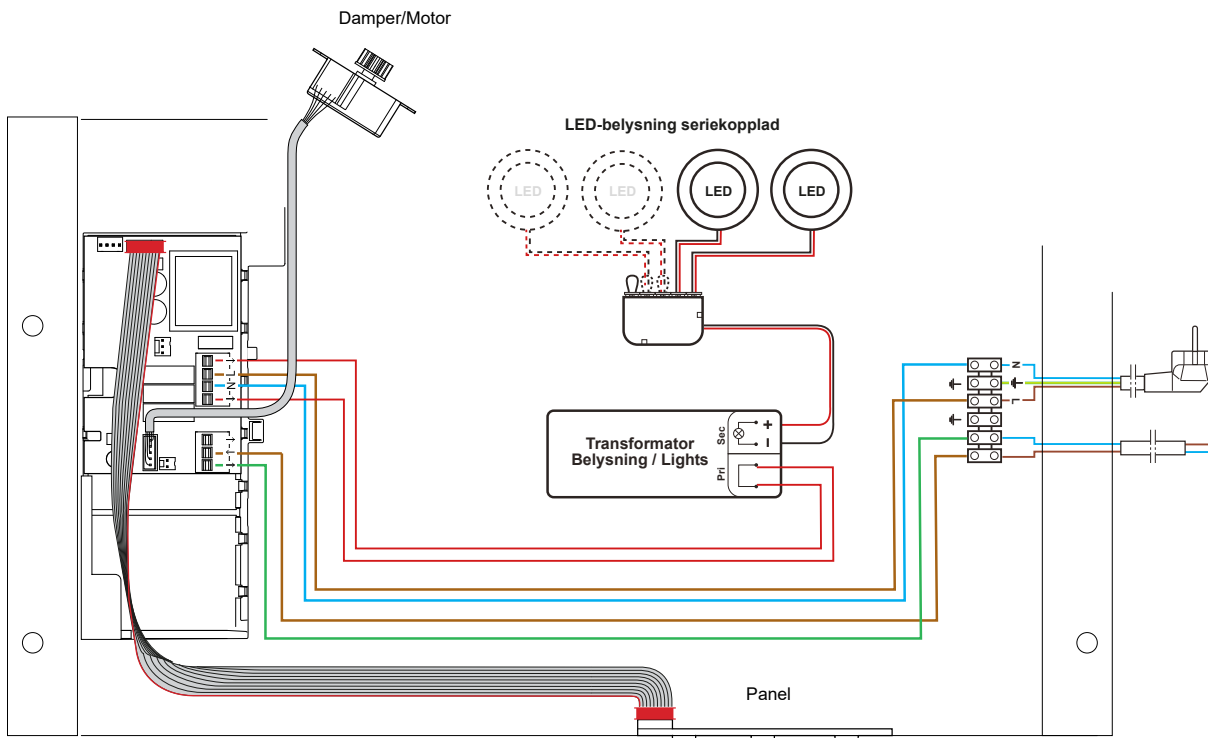 Damper/Motor
LED-belysning seriekopplad
LED
LED
LED
LED
L
N
N
L
Transformator
Belysning / Lights
Sec
Pri
+
–
Panel